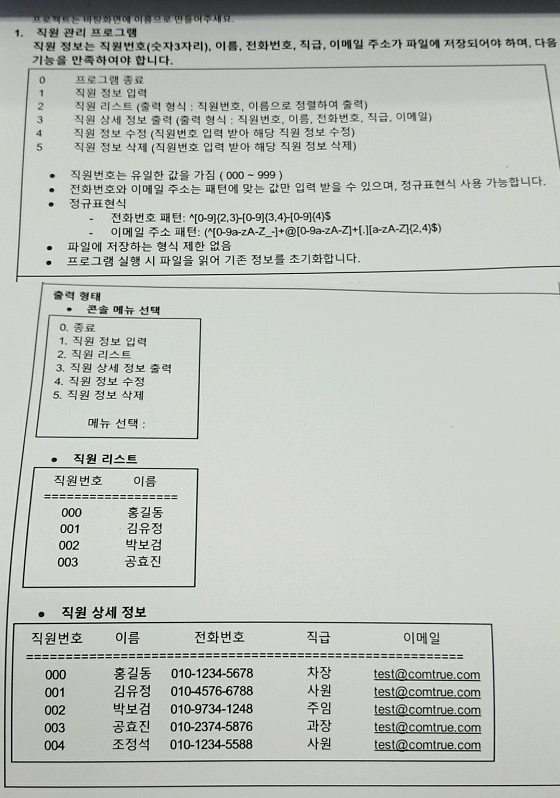 프로젝트는 바탕화면에 이름으로 만들어주세요.
1. 직원 관리 프로그램
직원 정보는 직원번호(숫자3자리), 이름, 전화번호, 직급, 이메일 주소가 파일에 저장되어야 하며, 다음
기능을 만족하여야 합니다.
0 프로그램 종료
1 직원 정보 입력
2 직원 리스트 (출력 형식 : 직원번호, 이름으로 정렬하여 출력)
3 직원 상세 정보 출력 (출력 형식 : 직원번호, 이름, 전화번호, 직급, 이메일)
4 직원 정보 수정 (직원번호 입력 받아 해당 직원 정보 수정)
5 직원 정보 삭제 (직원번호 입력 받아 해당 직원 정보 삭제)
• 직원번호는 유일한 값을 가짐 ( 000 ~ 999 )
• 전화번호와 이메일 주소는 패턴에 맞는 값만 입력 받을 수 있으며, 정규표현식 사용 가능합니다.
• 정규표현식
- 전화번호 패턴: ^[0-9]{2,3}-[0-9]{3,4}-[0-9]{4}$
- 이메일 주소 패턴: (^[0-9a-zA-Z_-]+@[0-9a-zA-Z]+[.][a-zA-Z]{2,4}$)
• 파일에 저장하는 형식 제한 없음
• 프로그램 실행 시 파일을 읽어 기존 정보를 초기화합니다.
출력 형태
• 콘솔 메뉴 선택
0. 종료
1. 직원 정보 입력
2. 직원 리스트
3. 직원 상세 정보 출력
4. 직원 정보 수정
5. 직원 정보 삭제
메뉴 선택 :
• 직원 리스트
직원번호 이름
===================
000 홍길동
001 김유정
002 박보검
003 공효진
• 직원 상세 정보
직원번호 이름 전화번호 직급 이메일
==========================================================
000 홍길동 010-1234-5678 차장 test@comtrue.com
001 김유정 010-4576-6788 사원 test@comtrue.com
002 박보검 010-9734-1248 주임 test@comtrue.com
003 공효진 010-2374-5876 과장 test@comtrue.com
004 조정석 010-1234-5588 사원 test@comtrue.com